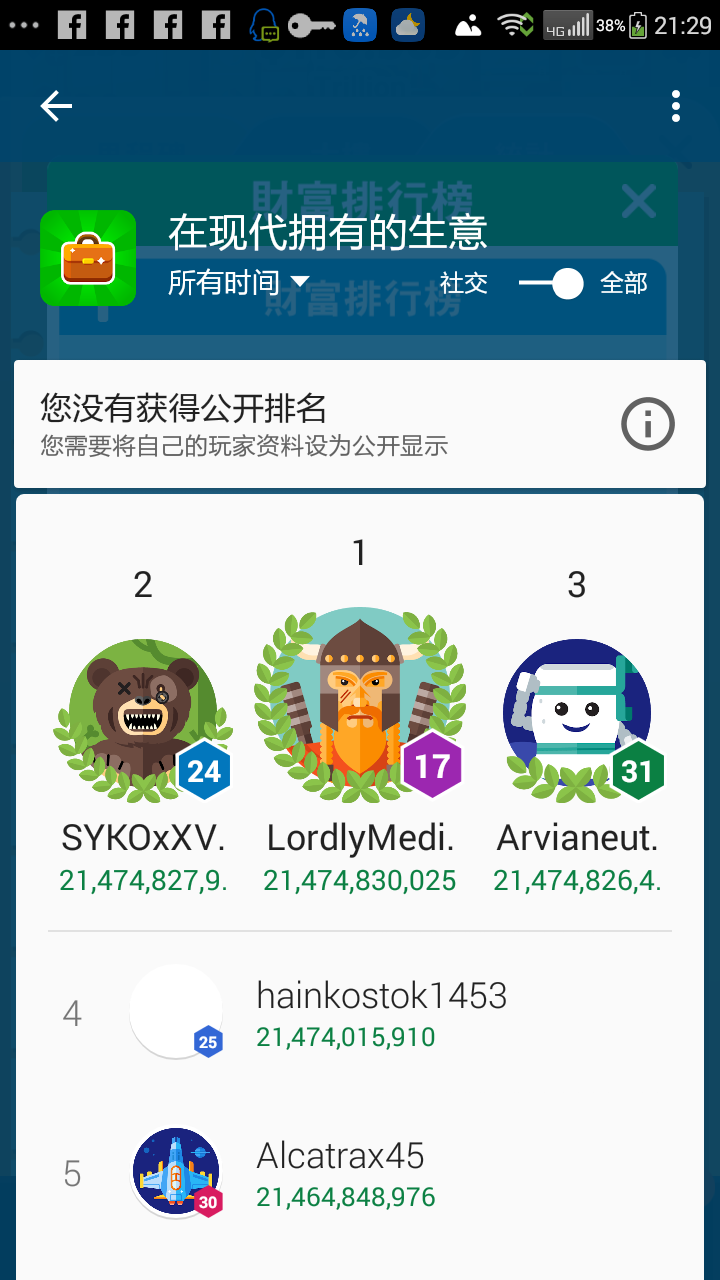 4G 38% 21:29
財富排行榜
在现代拥有的生意
所有时间 社交 全部
財富排行榜
您没有获得公开排名
您需要将自己的玩家资料设为公开显示
1
2
3
24
17
31
SYKOxXV.
LordlyMedi.
Arvianeut.
21,474,827,9.
21,474,830,025
21,474,826,4.
4
hainkostok1453
25
21,474,015,910
5
Alcatrax45
30
21,464,848,976